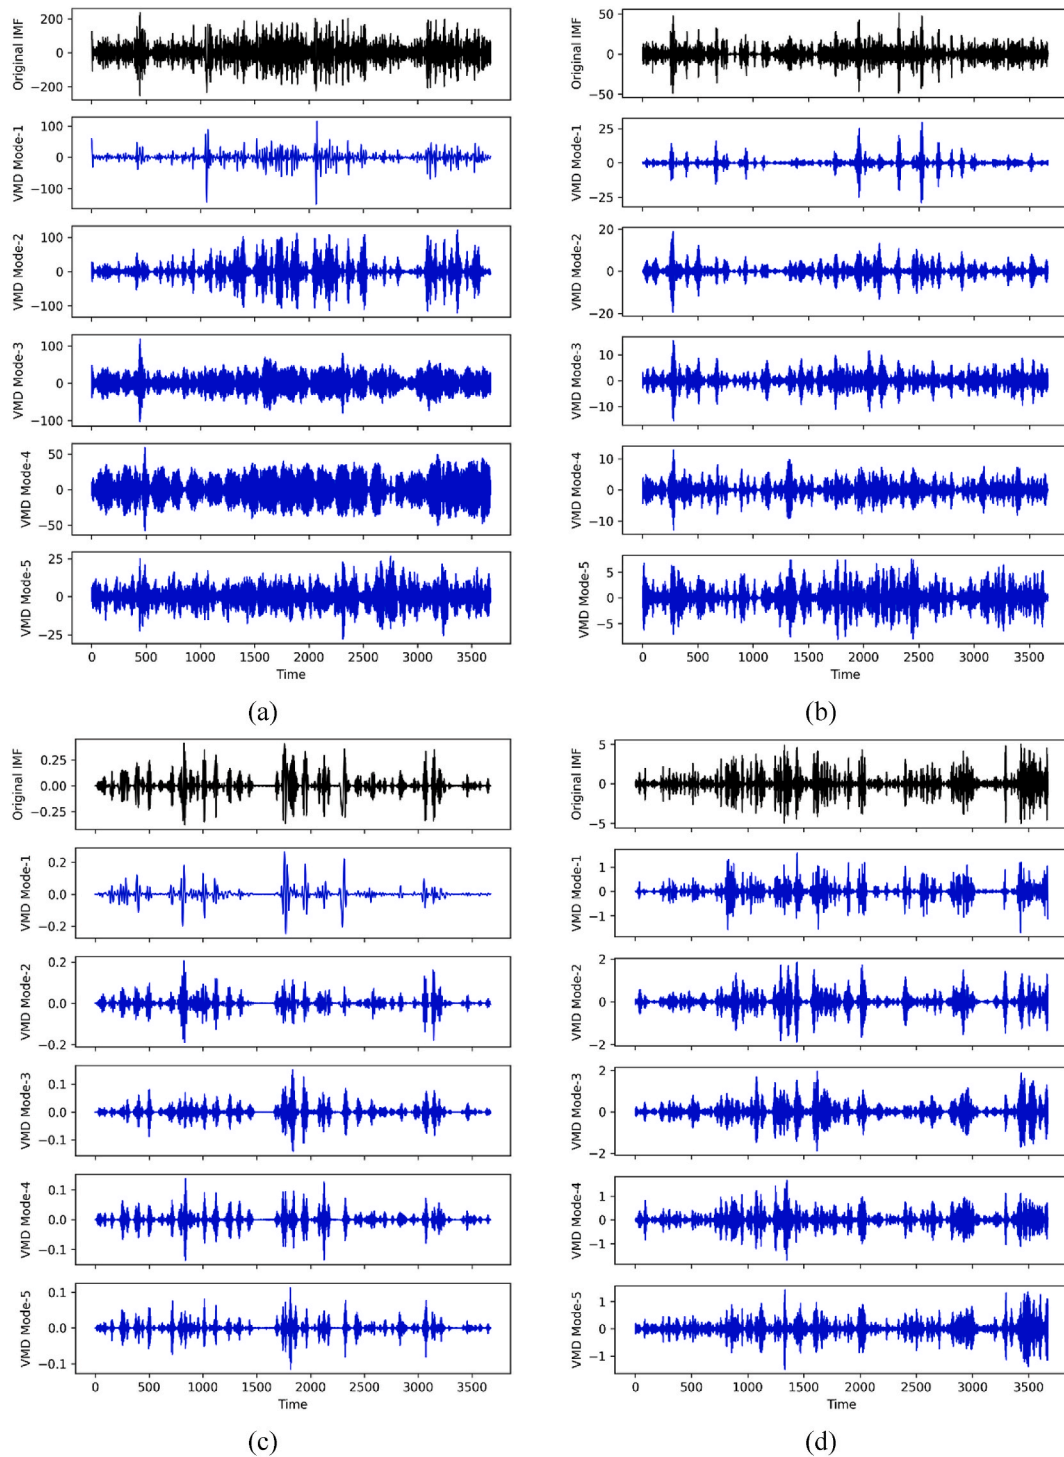 Original IMF
200
0
−200
VMD Mode-1
100
0
−100
VMD Mode-2
100
0
−100
VMD Mode-3
100
0
−100
VMD Mode-4
50
0
−50
VMD Mode-5
25
0
−25
0 500 1000 1500 2000 2500 3000 3500
Time
(a)
Original IMF
50
0
−50
VMD Mode-1
25
0
−25
VMD Mode-2
20
0
−20
VMD Mode-3
10
0
−10
VMD Mode-4
10
0
−10
VMD Mode-5
5
0
−5
0 500 1000 1500 2000 2500 3000 3500
Time
(b)
Original IMF
0.25
0.00
−0.25
VMD Mode-1
0.2
0.0
−0.2
VMD Mode-2
0.2
0.0
−0.2
VMD Mode-3
0.1
0.0
−0.1
VMD Mode-4
0.1
0.0
−0.1
VMD Mode-5
0.1
0.0
−0.1
0 500 1000 1500 2000 2500 3000 3500
Time
(c)
Original IMF
5
0
−5
VMD Mode-1
1
0
−1
VMD Mode-2
2
0
−2
VMD Mode-3
2
0
−2
VMD Mode-4
1
0
−1
VMD Mode-5
1
0
−1
0 500 1000 1500 2000 2500 3000 3500
Time
(d)